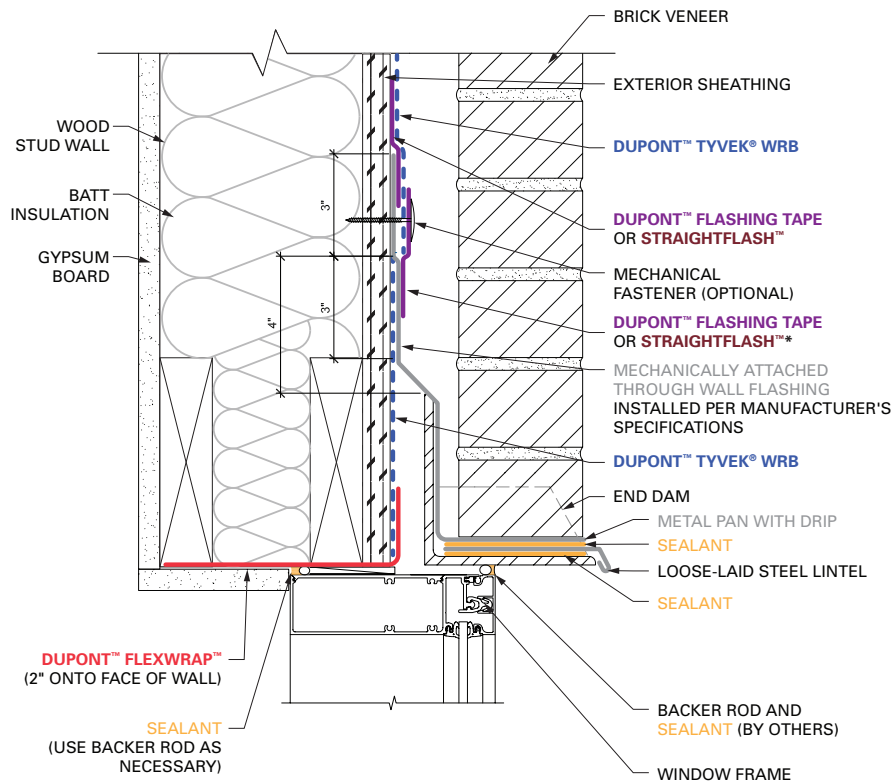 BRICK VENEER
EXTERIOR SHEATHING
WOOD
STUD WALL
DUPONT™ TYVEK® WRB
BATT
INSULATION
3"
DUPONT™ FLASHING TAPE
OR STRAIGHTFLASH™
GYPSUM
BOARD
MECHANICAL
FASTENER (OPTIONAL)
4"
3"
DUPONT™ FLASHING TAPE
OR STRAIGHTFLASH™*
MECHANICALLY ATTACHED
THROUGH WALL FLASHING
INSTALLED PER MANUFACTURER'S
SPECIFICATIONS
DUPONT™ TYVEK® WRB
END DAM
METAL PAN WITH DRIP
SEALANT
LOOSE-LAID STEEL LINTEL
SEALANT
DUPONT™ FLEXWRAP™
(2" ONTO FACE OF WALL)
SEALANT
(USE BACKER ROD AS
NECESSARY)
BACKER ROD AND
SEALANT (BY OTHERS)
WINDOW FRAME